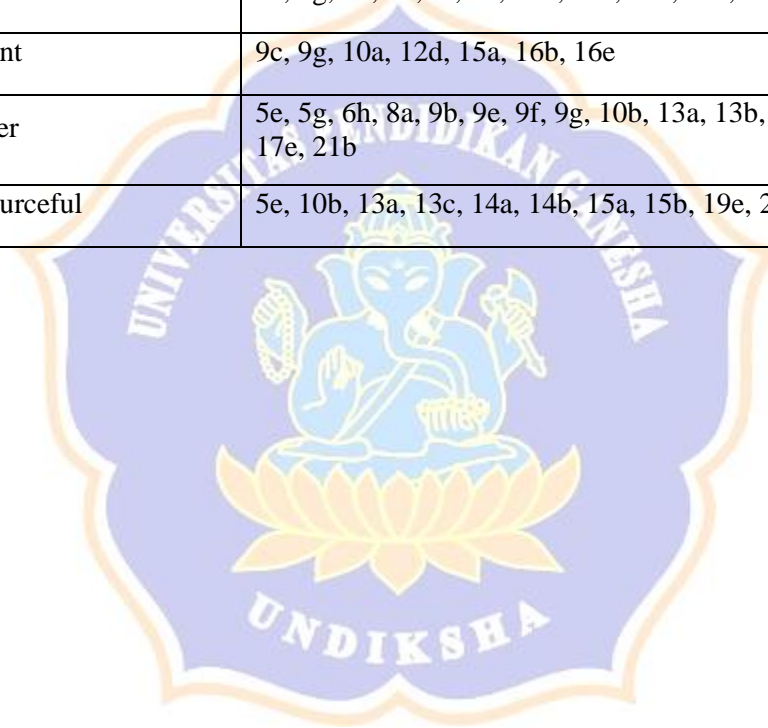 nt 9c, 9g, 10a, 12d, 15a, 16b, 16e
er 5e, 5g, 6h, 8a, 9b, 9e, 9f, 9g, 10b, 13a, 13b,
17e, 21b
urceful 5e, 10b, 13a, 13c, 14a, 14b, 15a, 15b, 19e, 2
UNIVERSITAS PENDIDIKAN GANESHA
UNDIKSHA